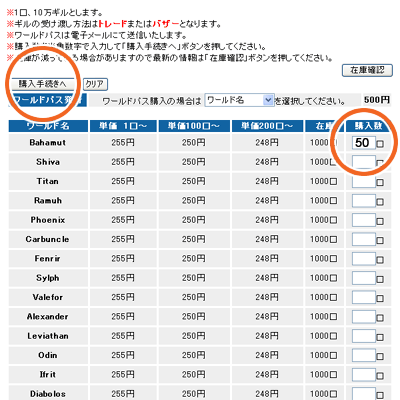 ※1口、10万ギルとします。
※ギルの受け渡し方法はトレードまたはバザーとなります。
※ワールドパスは電子メールにて送信いたします。
数字で入力して「購入手続きへ」ボタンを押してください。
場合がありますので最新の情報は「在庫確認」ボタンを押してください。
在庫確認
購入手続きへ クリア
ワールドパス ワールドパス購入の場合は ワールド名 を選択してください。 500円
ワールド名 単価 1口～ 単価100口～ 単価200口～ 在庫 購入数
Bahamut 255円 250円 248円 1000口 50 口
Shiva 255円 250円 248円 1000口 口
Titan 255円 250円 248円 1000口 口
Ramuh 255円 250円 248円 1000口 口
Phoenix 255円 250円 248円 1000口 口
Carbuncle 255円 250円 248円 1000口 口
Fenrir 255円 250円 248円 1000口 口
Sylph 255円 250円 248円 1000口 口
Valefor 255円 250円 248円 1000口 口
Alexander 255円 250円 248円 1000口 口
Leviathan 255円 250円 248円 1000口 口
Odin 255円 250円 248円 1000口 口
Ifrit 255円 250円 248円 1000口 口
Diabolos 255円 250円 248円 1000口 口